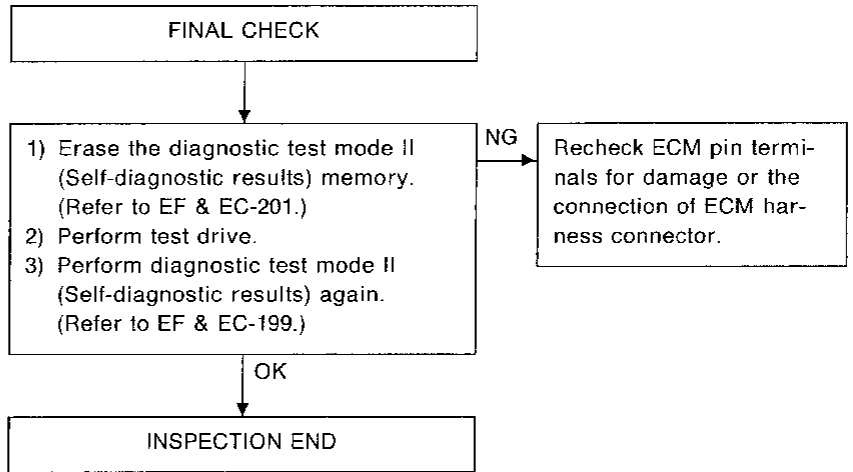 FINAL CHECK
1) Erase the diagnostic test mode II
(Self-diagnostic results) memory.
(Refer to EF & EC-201.)
2) Perform test drive.
3) Perform diagnostic test mode II
(Self-diagnostic results) again.
(Refer to EF & EC-199.)
NG
Recheck ECM pin termi-
nals for damage or the
connection of ECM har-
ness connector.
OK
INSPECTION END